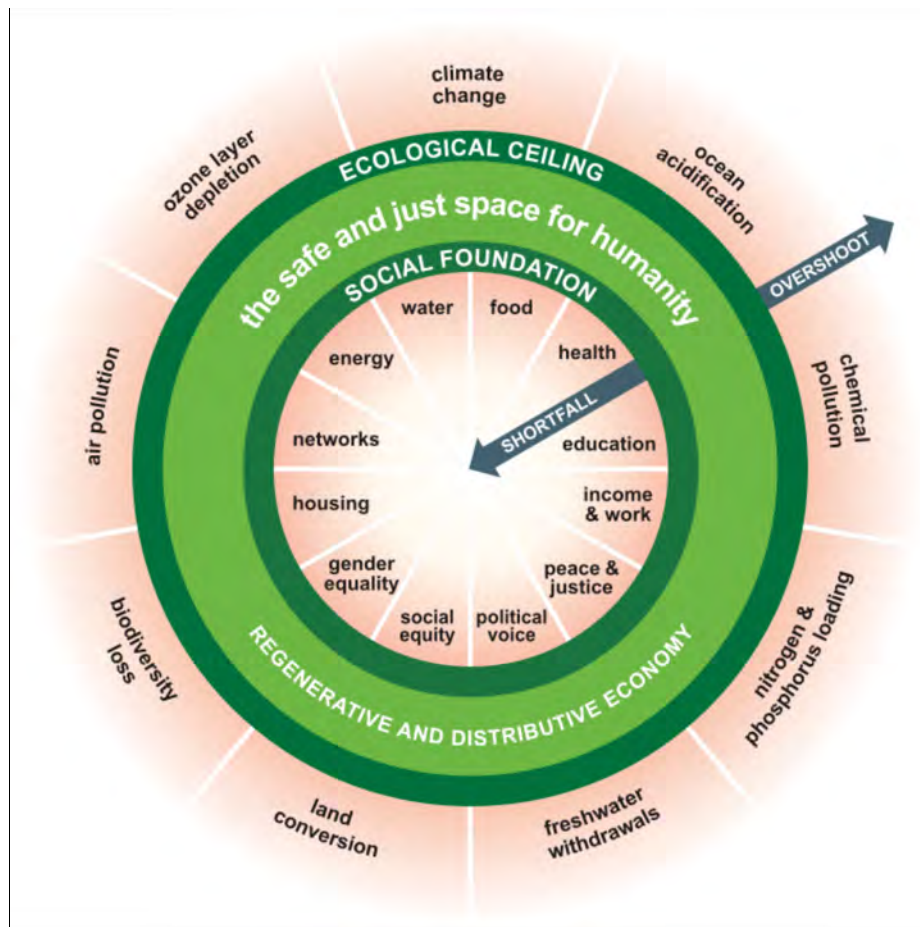 climate
change
ocean
acidification
OVERSHOOT
chemical
pollution
nitrogen &
phosphorus loading
freshwater
withdrawals
land
conversion
biodiversity
loss
air pollution
ozone layer
depletion
ECOLOGICAL CEILING
the safe and just space for humanity
SOCIAL FOUNDATION
water
food
health
SHORTFALL
education
income
& work
peace &
justice
political
voice
social
equity
gender
equality
housing
networks
energy
REGENERATIVE AND DISTRIBUTIVE ECONOMY